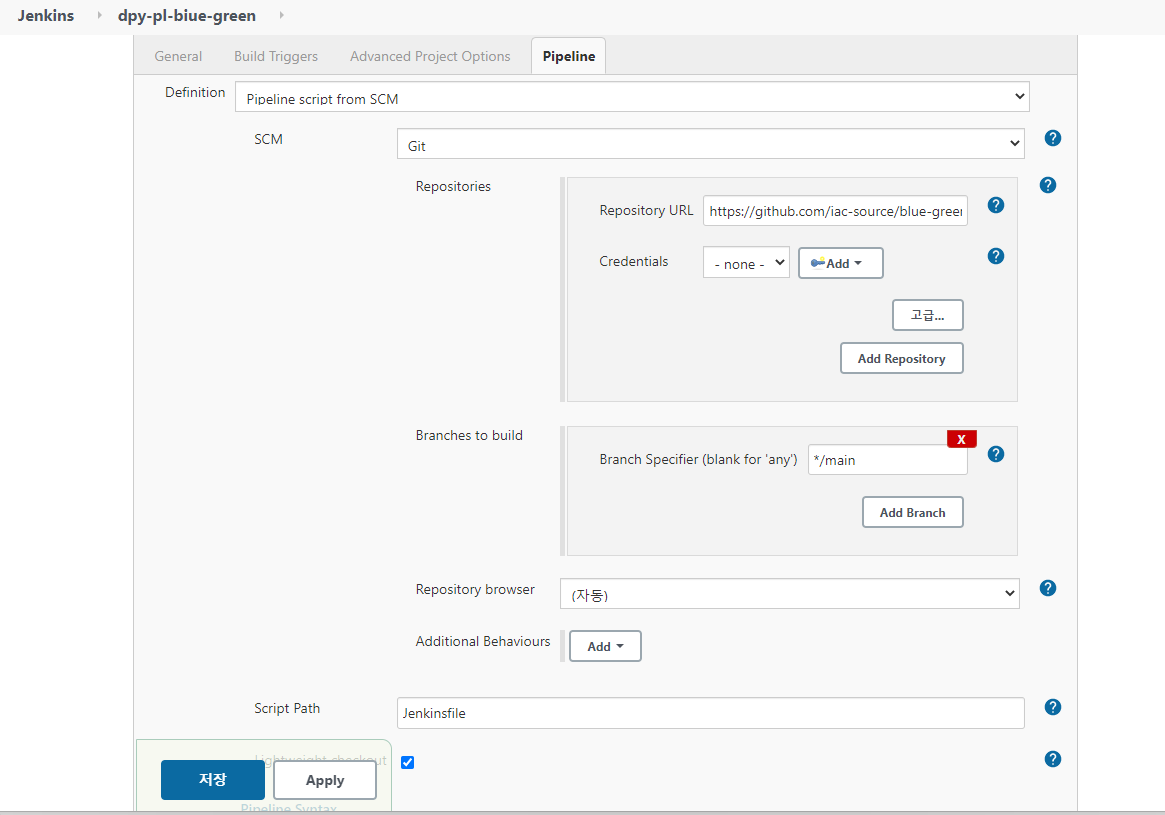 Jenkins dpy-pl-blue-green
General Build Triggers Advanced Project Options Pipeline
Definition Pipeline script from SCM
SCM Git
Repositories
Repository URL https://github.com/iac-source/blue-green
Credentials - none - Add
고급...
Add Repository
Branches to build
X
Branch Specifier (blank for 'any') */main
Add Branch
Repository browser (자동)
Additional Behaviours Add
Script Path Jenkinsfile
Lightweight checkout
저장 Apply
Pipeline Syntax